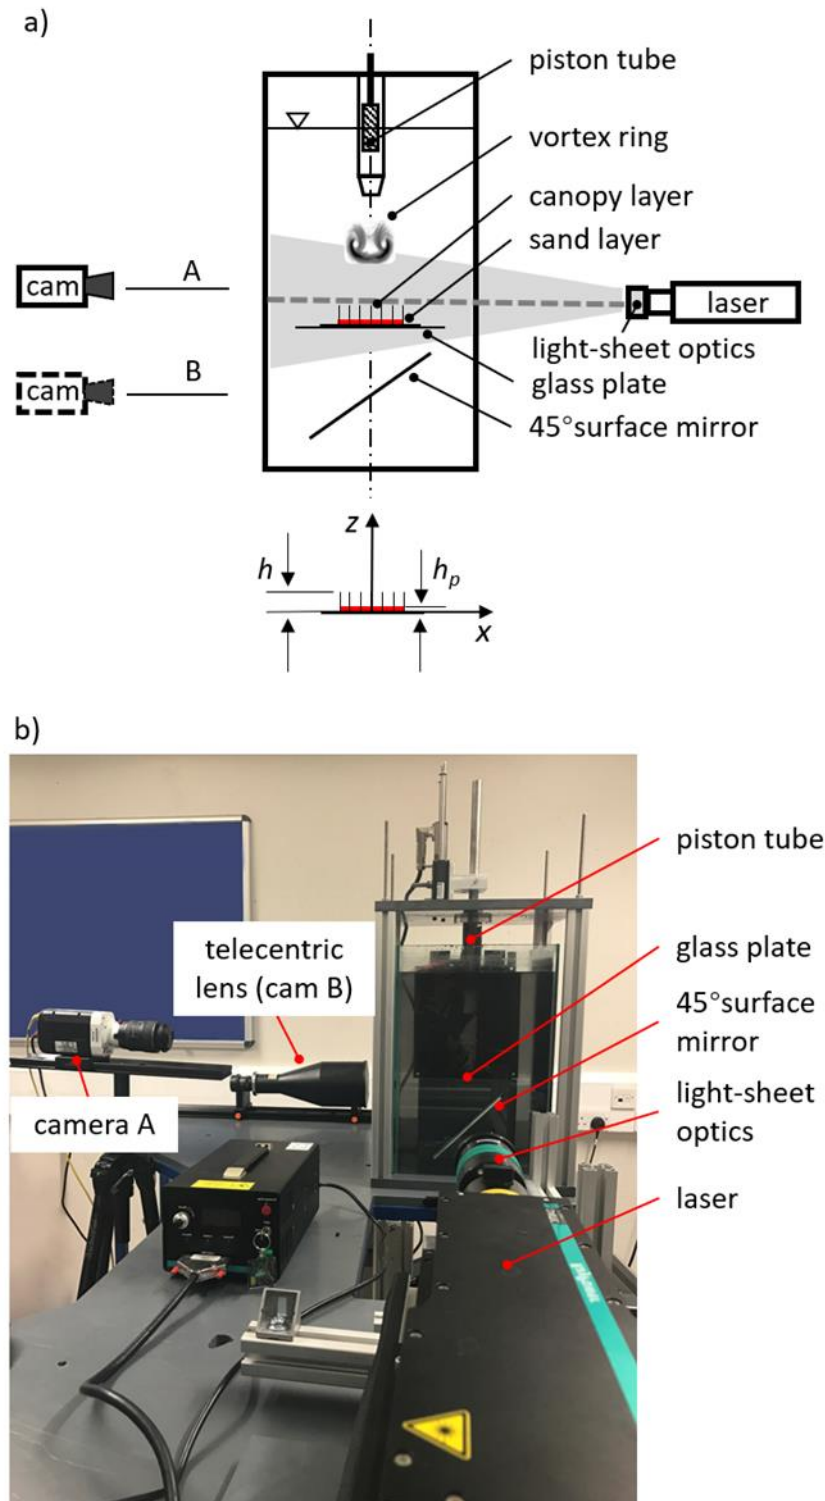 a)
piston tube
vortex ring
canopy layer
sand layer
cam
A
laser
light-sheet optics
cam
B
glass plate
45°surface mirror
z
h
h_p
x
b)
piston tube
telecentric
lens (cam B)
glass plate
45°surface
mirror
light-sheet
optics
camera A
laser